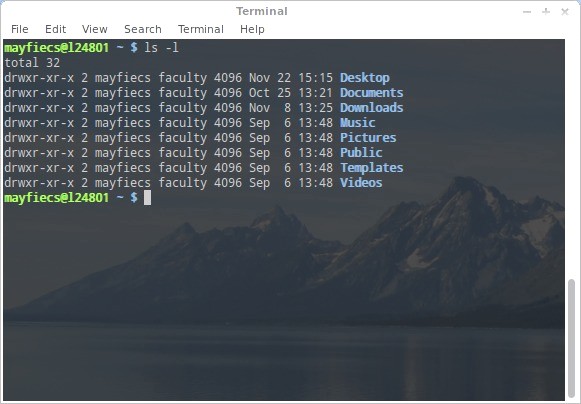 Terminal
File Edit View Search Terminal Help
mayfiecs@l24801 ~ $ ls -l
total 32
drwxr-xr-x 2 mayfiecs faculty 4096 Nov 22 15:15 Desktop
drwxr-xr-x 2 mayfiecs faculty 4096 Oct 25 13:21 Documents
drwxr-xr-x 2 mayfiecs faculty 4096 Nov  8 13:25 Downloads
drwxr-xr-x 2 mayfiecs faculty 4096 Sep  6 13:48 Music
drwxr-xr-x 2 mayfiecs faculty 4096 Sep  6 13:48 Pictures
drwxr-xr-x 2 mayfiecs faculty 4096 Sep  6 13:48 Public
drwxr-xr-x 2 mayfiecs faculty 4096 Sep  6 13:48 Templates
drwxr-xr-x 2 mayfiecs faculty 4096 Sep  6 13:48 Videos
mayfiecs@l24801 ~ $